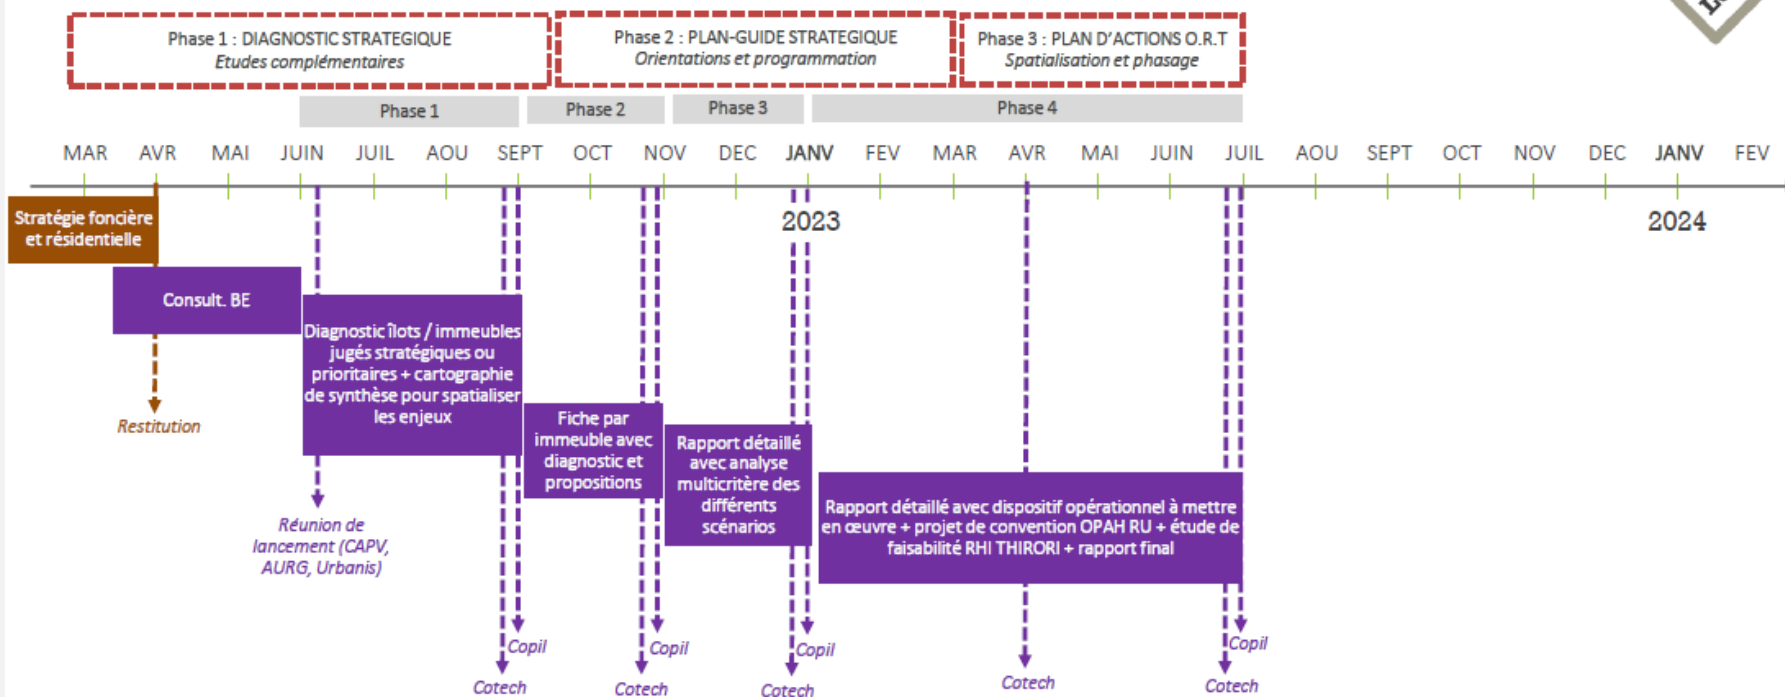 Phase 1 : DIAGNOSTIC STRATEGIQUE
Etudes complémentaires
Phase 2 : PLAN-GUIDE STRATEGIQUE
Orientations et programmation
Phase 3 : PLAN D'ACTIONS O.R.T
Spatialisation et phasage
Phase 1
Phase 2
Phase 3
Phase 4
MAR AVR MAI JUIN JUIL AOU SEPT OCT NOV DEC JANV FEV MAR AVR MAI JUIN JUIL AOU SEPT OCT NOV DEC JANV FEV
2023
2024
Stratégie foncière
et résidentielle
Consult. BE
Restitution
Diagnostic îlots / immeubles
jugés stratégiques ou
prioritaires + cartographie
de synthèse pour spatialiser
les enjeux
Réunion de
lancement (CAPV,
AURG, Urbanis)
Fiche par
immeuble avec
diagnostic et
propositions
Rapport détaillé
avec analyse
multicritère des
différents
scénarios
Rapport détaillé avec dispositif opérationnel à mettre
en œuvre + projet de convention OPAH RU + étude de
faisabilité RHI THIRORI + rapport final
Copil
Cotech
Copil
Cotech
Copil
Cotech
Cotech
Copil
Cotech